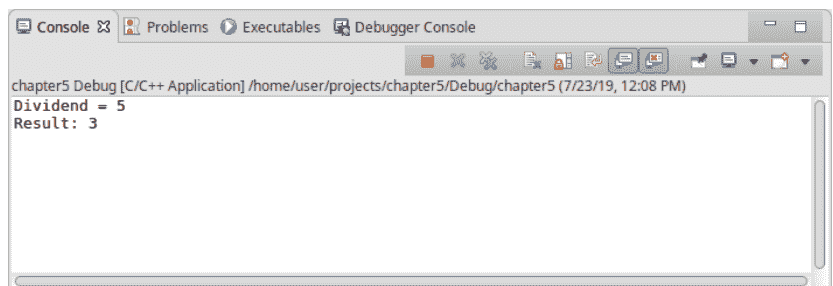 Console Problems Executables Debugger Console
chapter5 Debug [C/C++ Application] /home/user/projects/chapter5/Debug/chapter5 (7/23/19, 12:08 PM)
Dividend = 5
Result: 3